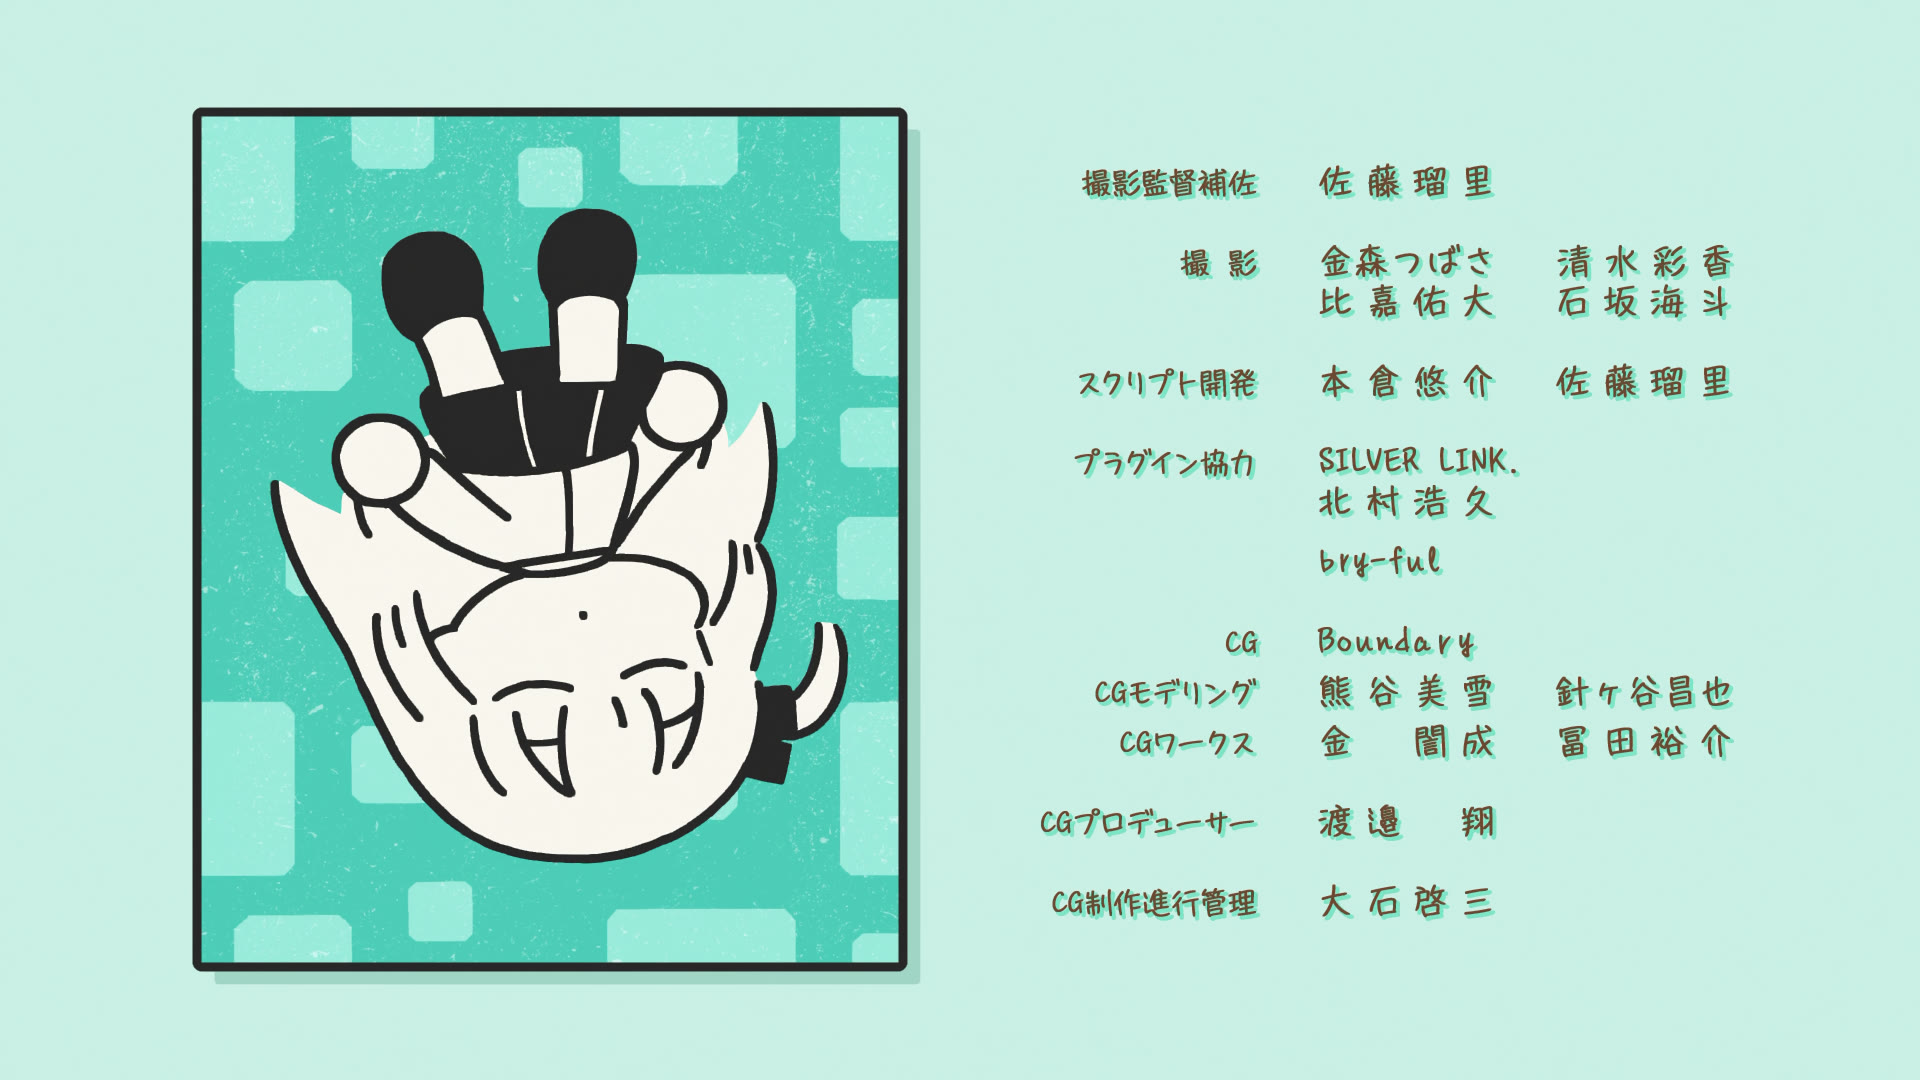 撮影監督補佐 佐藤瑠里
撮影 金森つばさ 清水彩香
比嘉佑大 石坂海斗
スクリプト開発 本倉悠介 佐藤瑠里
プラグイン協力 SILVER LINK.
北村浩久
bry-ful
CG Boundary
CGモデリング 熊谷美雪 針ヶ谷昌也
CGワークス 金 誾成 冨田裕介
CGプロデューサー 渡邉 翔
CG制作進行管理 大石啓三